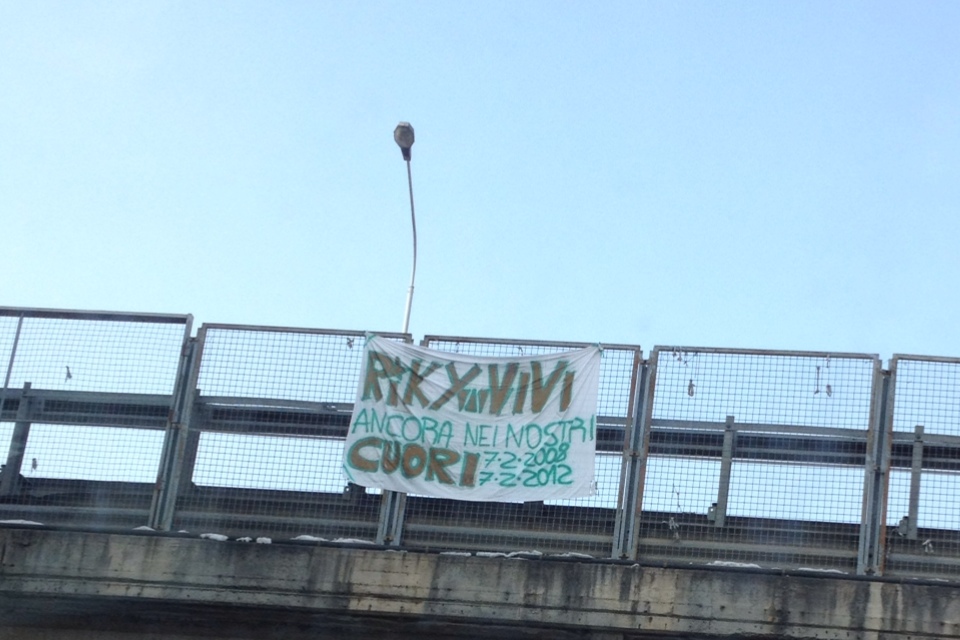 RIKY...VIVI
ANCORA NEI NOSTRI
CUORI 7·2·2008
7·2·2012